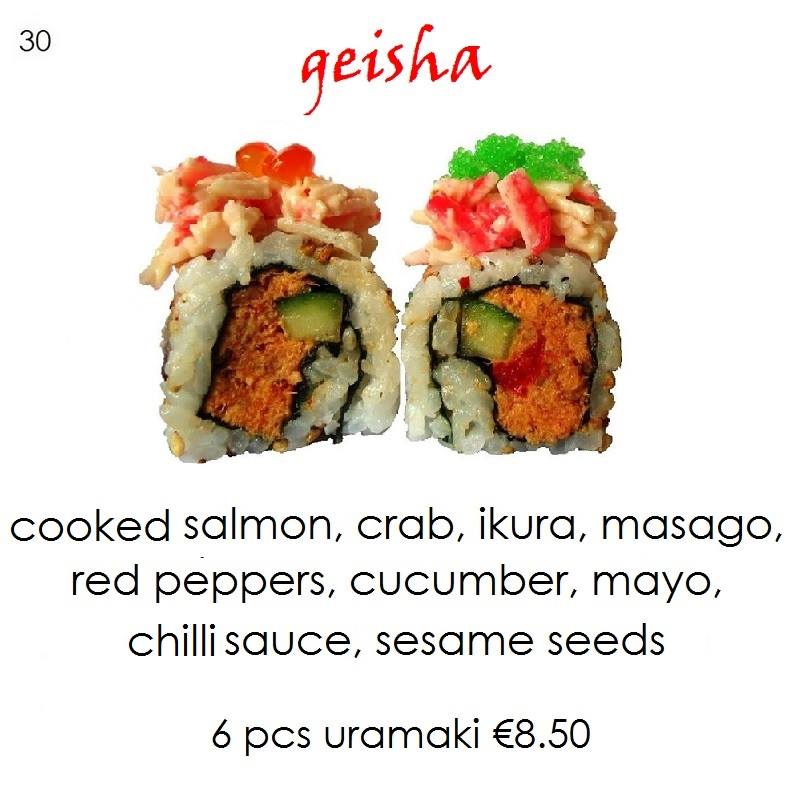 30
geisha
cooked salmon, crab, ikura, masago,
red peppers, cucumber, mayo,
chilli sauce, sesame seeds
6 pcs uramaki €8.50